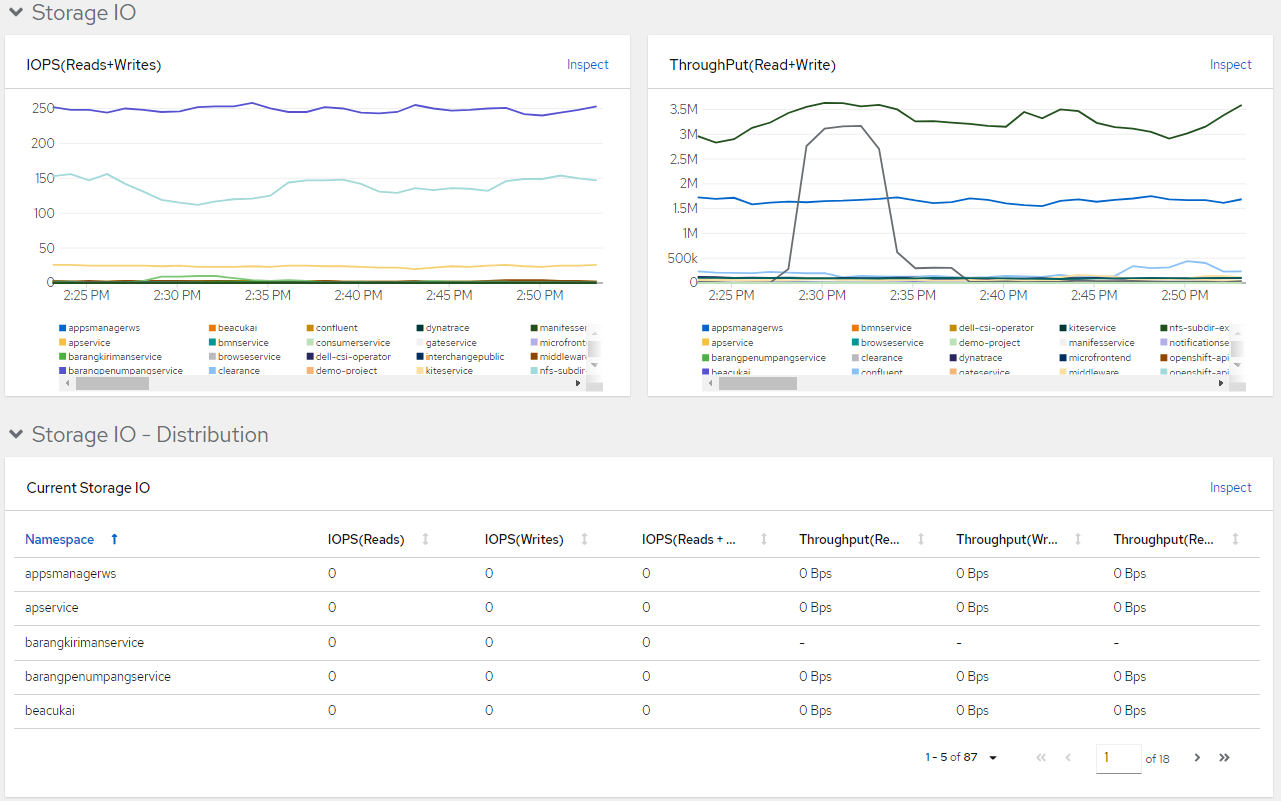 Storage IO
IOPS(Reads+Writes) Inspect
250
200
150
100
50
0
2:25 PM 2:30 PM 2:35 PM 2:40 PM 2:45 PM 2:50 PM
appsmanagerws beacukai confluent dynatrace manifesser
apservice bmnservice consumerservice gateservice microfront
barangkirimanservice browseservice dell-csi-operator interchangepublic middlewar
barangpenumpangservice clearance demo-project kiteservice nfs-subdir-
ThroughPut(Read+Write) Inspect
3.5M
3M
2.5M
2M
1.5M
1M
500k
0
2:25 PM 2:30 PM 2:35 PM 2:40 PM 2:45 PM 2:50 PM
appsmanagerws bmnservice dell-csi-operator kiteservice nfs-subdir-ex
apservice browseservice demo-project manifesservice notificationse
barangpenumpangservice clearance dynatrace microfrontend openshift-api
beacukai confluent gateservice middleware openshift-api
Storage IO - Distribution
Current Storage IO Inspect
Namespace IOPS(Reads) IOPS(Writes) IOPS(Reads + ... Throughput(Re... Throughput(Wr... Throughput(Re...
appsmanagerws 0 0 0 0 Bps 0 Bps 0 Bps
apservice 0 0 0 0 Bps 0 Bps 0 Bps
barangkirimanservice 0 0 0 - - -
barangpenumpangservice 0 0 0 0 Bps 0 Bps 0 Bps
beacukai 0 0 0 0 Bps 0 Bps 0 Bps
1 - 5 of 87 1 of 18